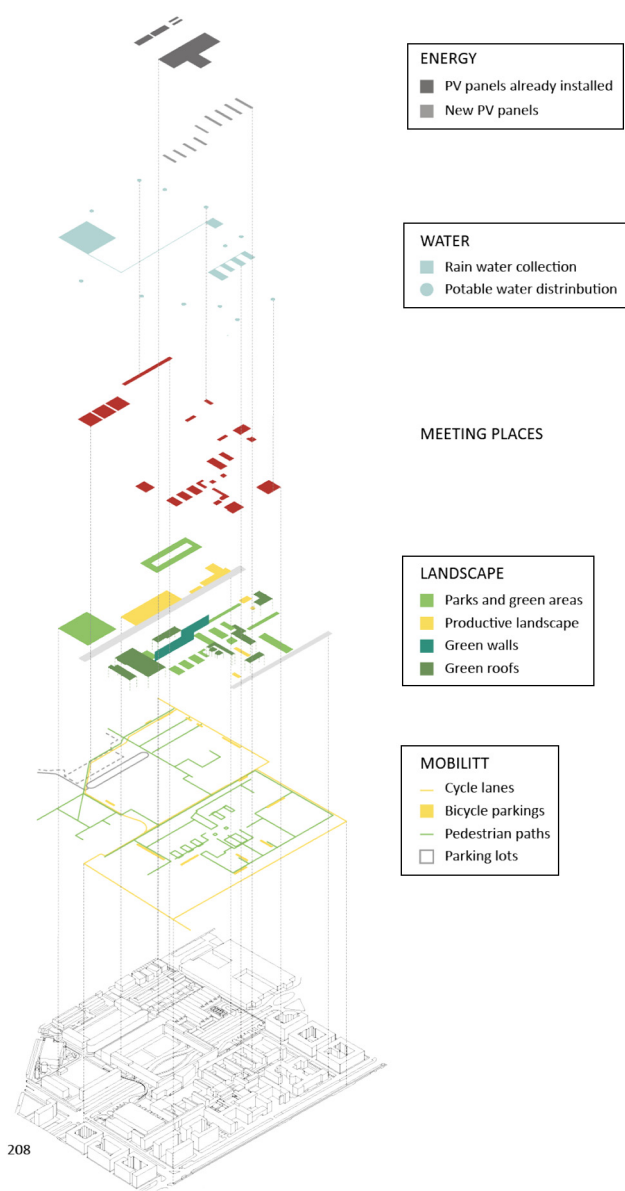 ENERGY
PV panels already installed
New PV panels
WATER
Rain water collection
Potable water distrinbution
MEETING PLACES
LANDSCAPE
Parks and green areas
Productive landscape
Green walls
Green roofs
MOBILITT
Cycle lanes
Bicycle parkings
Pedestrian paths
Parking lots
208